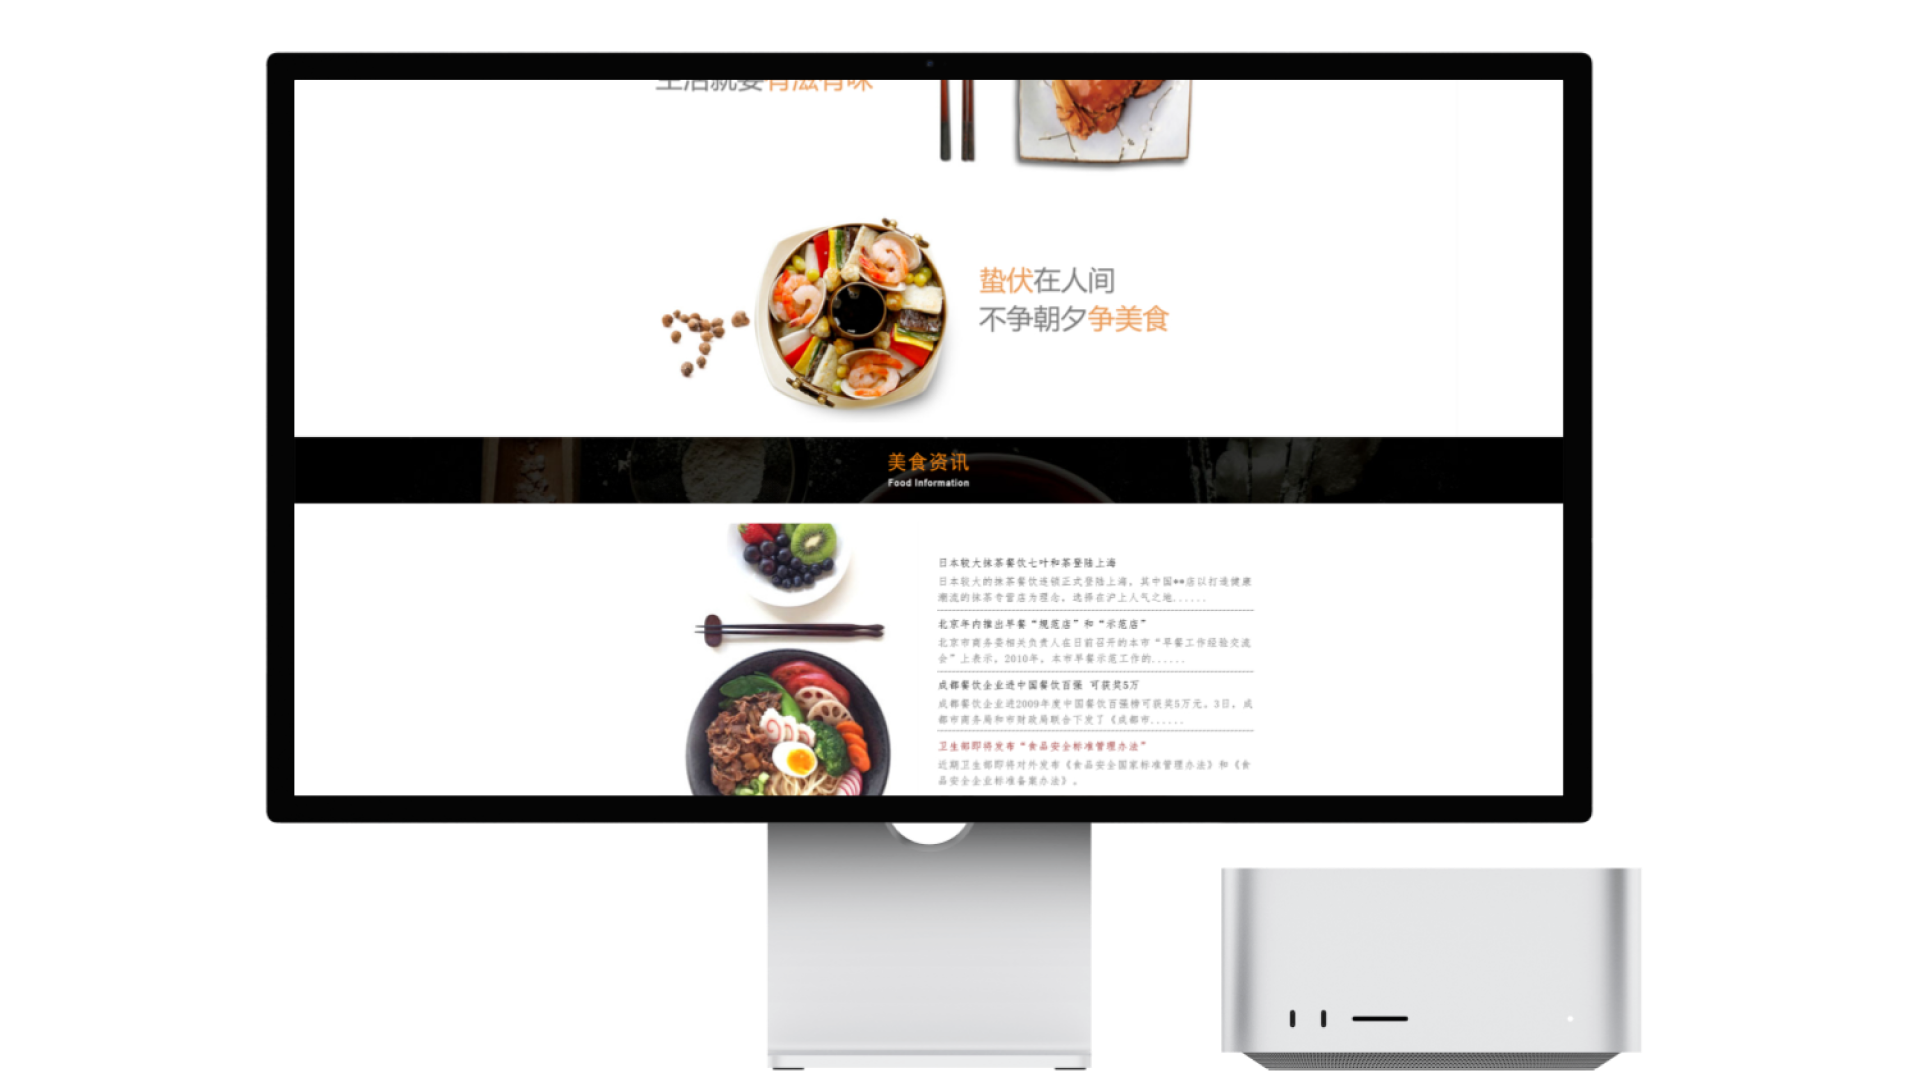 生活就要有滋有味
蛰伏在人间
不争朝夕争美食
美食资讯
Food Information
日本较大抹茶餐饮七叶和茶登陆上海
日本较大的抹茶餐饮连锁正式登陆上海，其中国**店以打造健康
潮流的抹茶专营店为理念，选择在沪上人气之地......
北京年内推出早餐“规范店”和“示范店”
北京市商务委相关负责人在日前召开的本市“早餐工作经验交流
会”上表示，2010年，本市早餐示范工作的......
成都餐饮企业进中国餐饮百强 可获奖5万
成都餐饮企业进2009年度中国餐饮百强榜可获奖5万元。3日，成
都市商务局和市财政局联合下发了《成都市......
卫生部即将发布“食品安全标准管理办法”
近期卫生部即将对外发布《食品安全国家标准管理办法》和《食
品安全企业标准备案办法》。